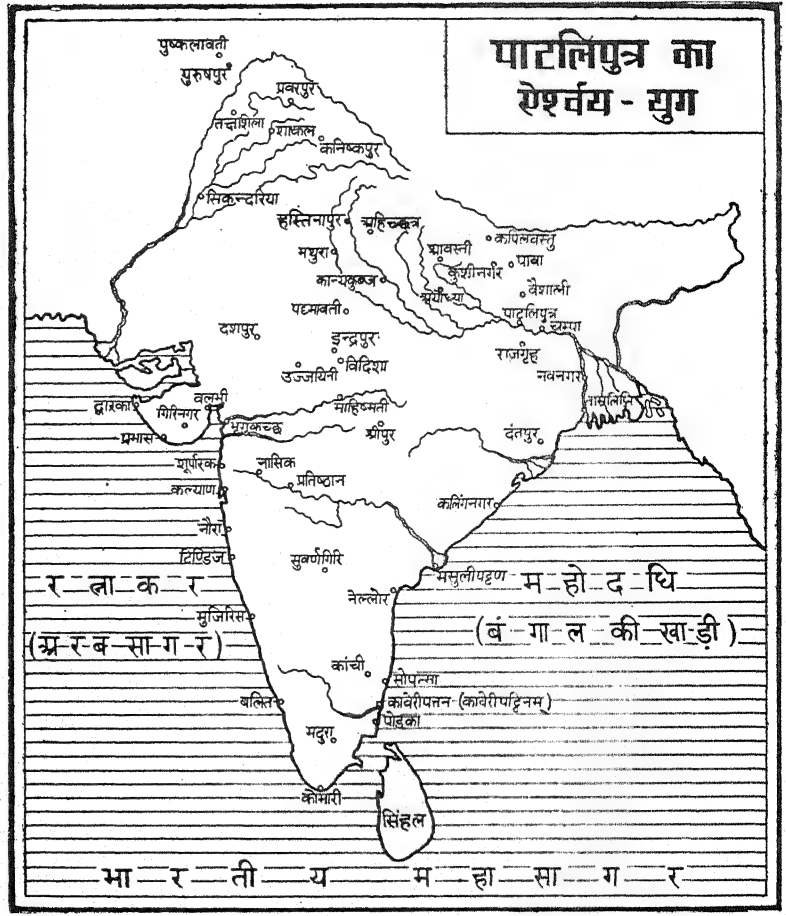 पाटलिपुत्र का
ऐर्श्वय - युग
पुष्कलावती
पुरुषपुर
प्रवरपुर
तक्षशिला
शाकल
कनिष्कपुर
सिकन्दरिया
हस्तिनापुर
अहिच्छत्र
श्रावस्ती
कपिलवस्तु
मथुरा
कुशीनगर
पाबा
कान्यकुब्ज
अयोध्या
वैशाली
पद्मावती
पाटलिपुत्र
चम्पा
दशपुर
इन्द्रपुर
राजगृह
उज्जयिनी
विदिशा
नवनगर
द्वारका
वलभी
माहिष्मती
ताम्रलिप्ति
गिरिनगर
भृगुकच्छ
श्रीपुर
दंतपुर
प्रभास
शूर्पारक
नासिक
कल्याण
प्रतिष्ठान
कलिंगनगर
नौरा
टिण्डिज
सुवर्णगिरि
मसुलीपट्टण
र त्ना क र
म हो द धि
नेल्लोर
मुजिरिस
(अ र ब सा ग र)
(बं गा ल की खा ड़ी)
कांची
सोपत्मा
बलित
कावेरीपत्तन (कावेरीपट्टिनम्)
पोडुका
मदुरा
कोमारी
सिंहल
भा र ती य म हा सा ग र